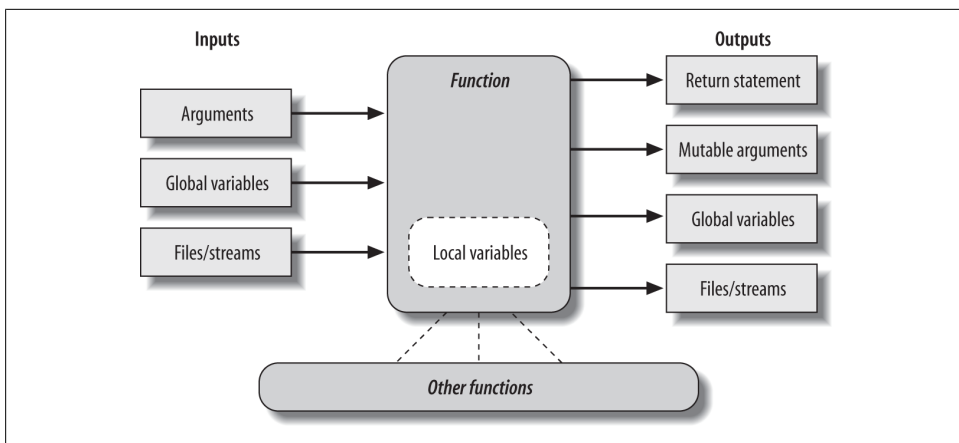 Inputs
Function
Outputs
Arguments
Global variables
Files/streams
Local variables
Return statement
Mutable arguments
Global variables
Files/streams
Other functions